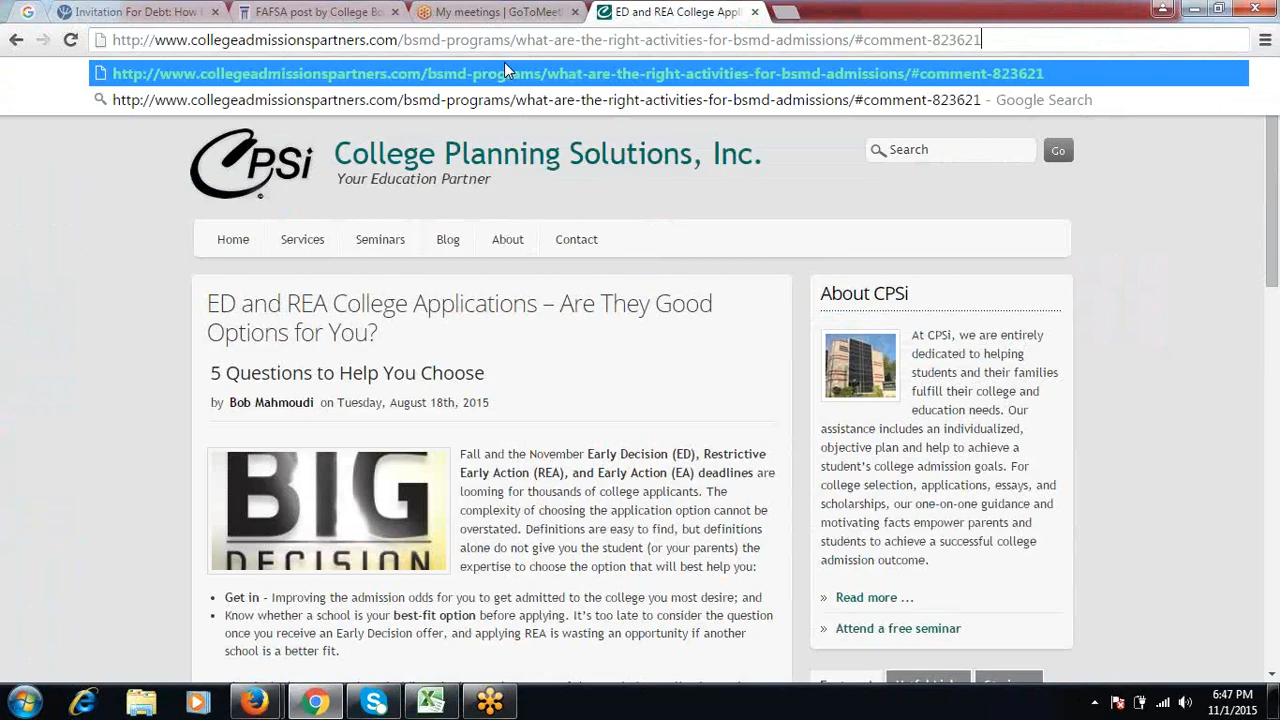 Invitation For Debt: How
FAFSA post by College Bo
My meetings | GoToMeet
ED and REA College Appl
http://www.collegeadmissionspartners.com/bsmd-programs/what-are-the-right-activities-for-bsmd-admissions/#comment-823621
http://www.collegeadmissionspartners.com/bsmd-programs/what-are-the-right-activities-for-bsmd-admissions/#comment-823621
http://www.collegeadmissionspartners.com/bsmd-programs/what-are-the-right-activities-for-bsmd-admissions/#comment-823621 - Google Search
CPSi
College Planning Solutions, Inc.
Your Education Partner
Search
Go
Home Services Seminars Blog About Contact
ED and REA College Applications – Are They Good
Options for You?
5 Questions to Help You Choose
by Bob Mahmoudi on Tuesday, August 18th, 2015
BIG
DECISION
Fall and the November Early Decision (ED), Restrictive
Early Action (REA), and Early Action (EA) deadlines are
looming for thousands of college applicants. The
complexity of choosing the application option cannot be
overstated. Definitions are easy to find, but definitions
alone do not give you the student (or your parents) the
expertise to choose the option that will best help you:
• Get in – Improving the admission odds for you to get admitted to the college you most desire; and
• Know whether a school is your best-fit option before applying. It's too late to consider the question
once you receive an Early Decision offer, and applying REA is wasting an opportunity if another
school is a better fit.
About CPSi
At CPSi, we are entirely
dedicated to helping
students and their families
fulfill their college and
education needs. Our
assistance includes an individualized,
objective plan and help to achieve a
student's college admission goals. For
college selection, applications, essays, and
scholarships, our one-on-one guidance and
motivating facts empower parents and
students to achieve a successful college
admission outcome.
» Read more ...
» Attend a free seminar
6:47 PM
11/1/2015